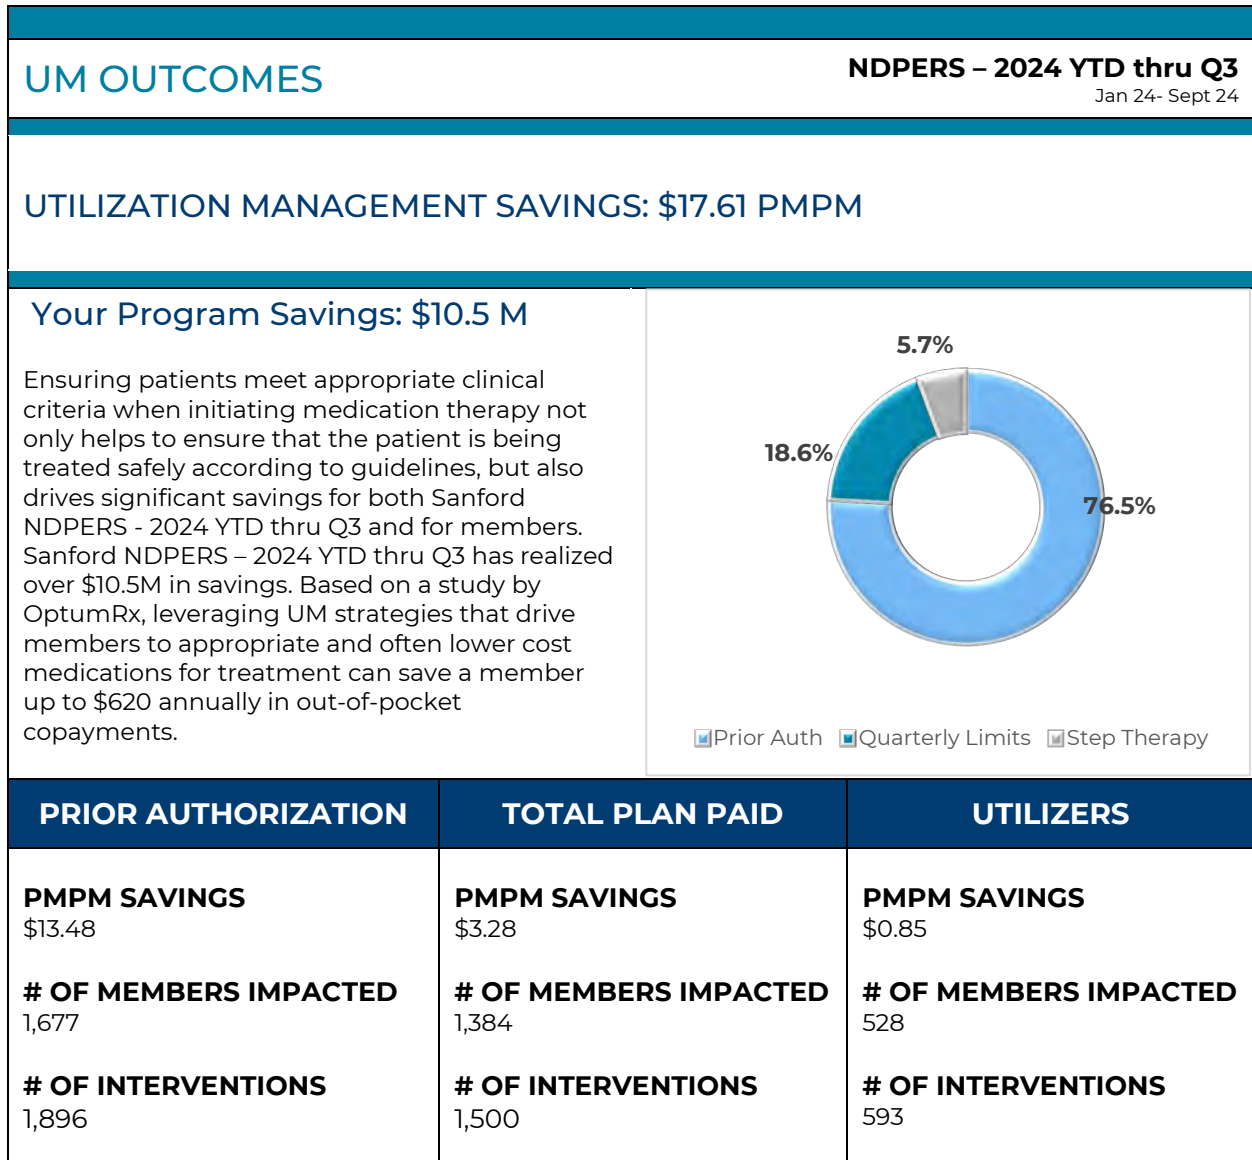 UM OUTCOMES
NDPERS – 2024 YTD thru Q3
Jan 24- Sept 24
UTILIZATION MANAGEMENT SAVINGS: $17.61 PMPM
Your Program Savings: $10.5 M
Ensuring patients meet appropriate clinical
criteria when initiating medication therapy not
only helps to ensure that the patient is being
treated safely according to guidelines, but also
drives significant savings for both Sanford
NDPERS - 2024 YTD thru Q3 and for members.
Sanford NDPERS – 2024 YTD thru Q3 has realized
over $10.5M in savings. Based on a study by
OptumRx, leveraging UM strategies that drive
members to appropriate and often lower cost
medications for treatment can save a member
up to $620 annually in out-of-pocket
copayments.
5.7%
18.6%
76.5%
Prior Auth Quarterly Limits Step Therapy
PRIOR AUTHORIZATION
PMPM SAVINGS
$13.48
# OF MEMBERS IMPACTED
1,677
# OF INTERVENTIONS
1,896
TOTAL PLAN PAID
PMPM SAVINGS
$3.28
# OF MEMBERS IMPACTED
1,384
# OF INTERVENTIONS
1,500
UTILIZERS
PMPM SAVINGS
$0.85
# OF MEMBERS IMPACTED
528
# OF INTERVENTIONS
593